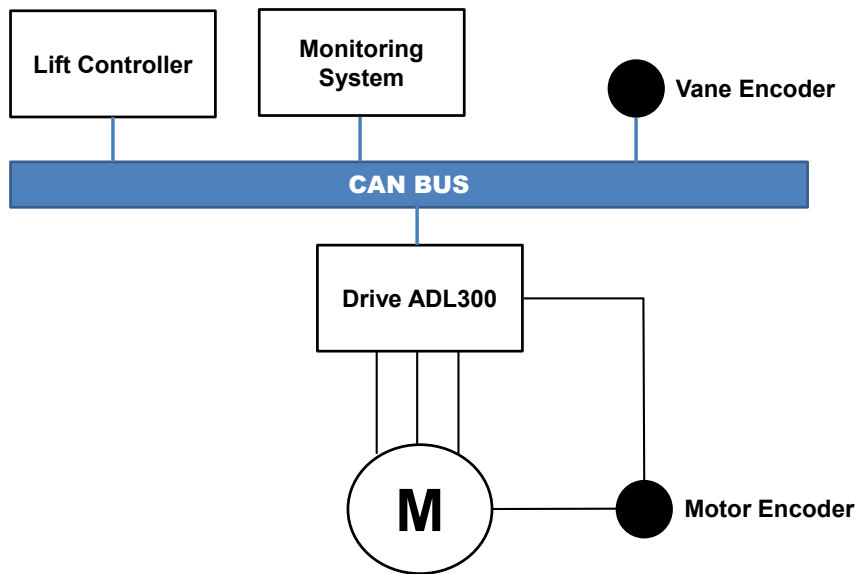 Lift Controller
Monitoring
System
Vane Encoder
CAN BUS
Drive ADL300
M
Motor Encoder